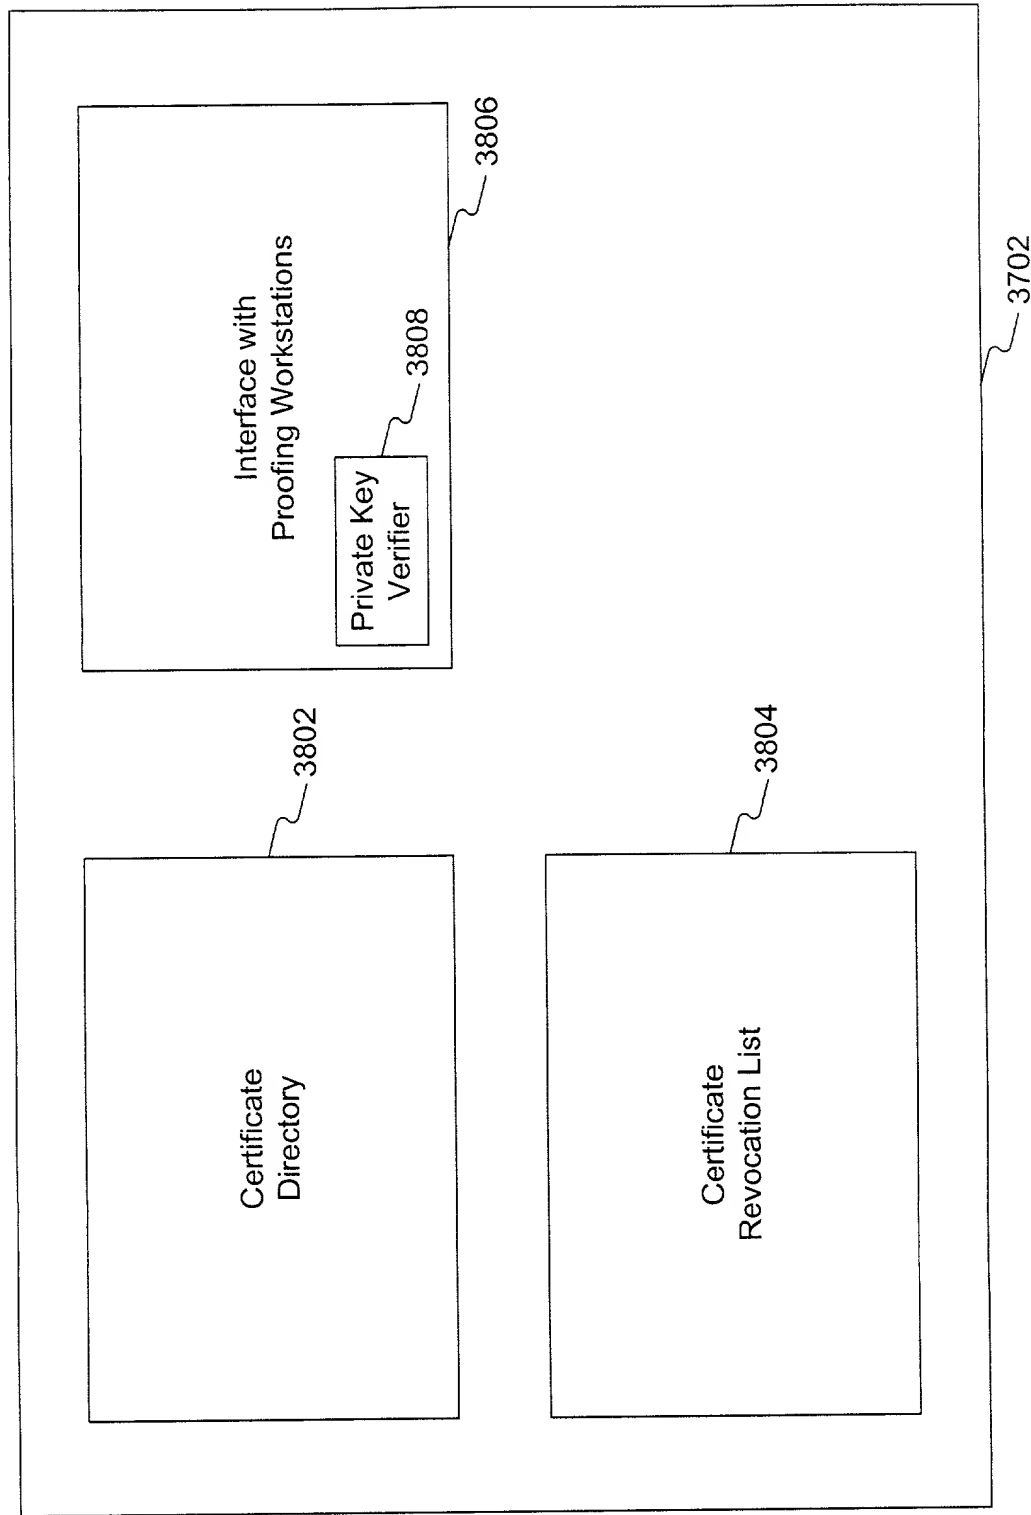 Certificate
Directory
3802
Interface with
Proofing Workstations
Private Key
Verifier
3808
3806
Certificate
Revocation List
3804
3702